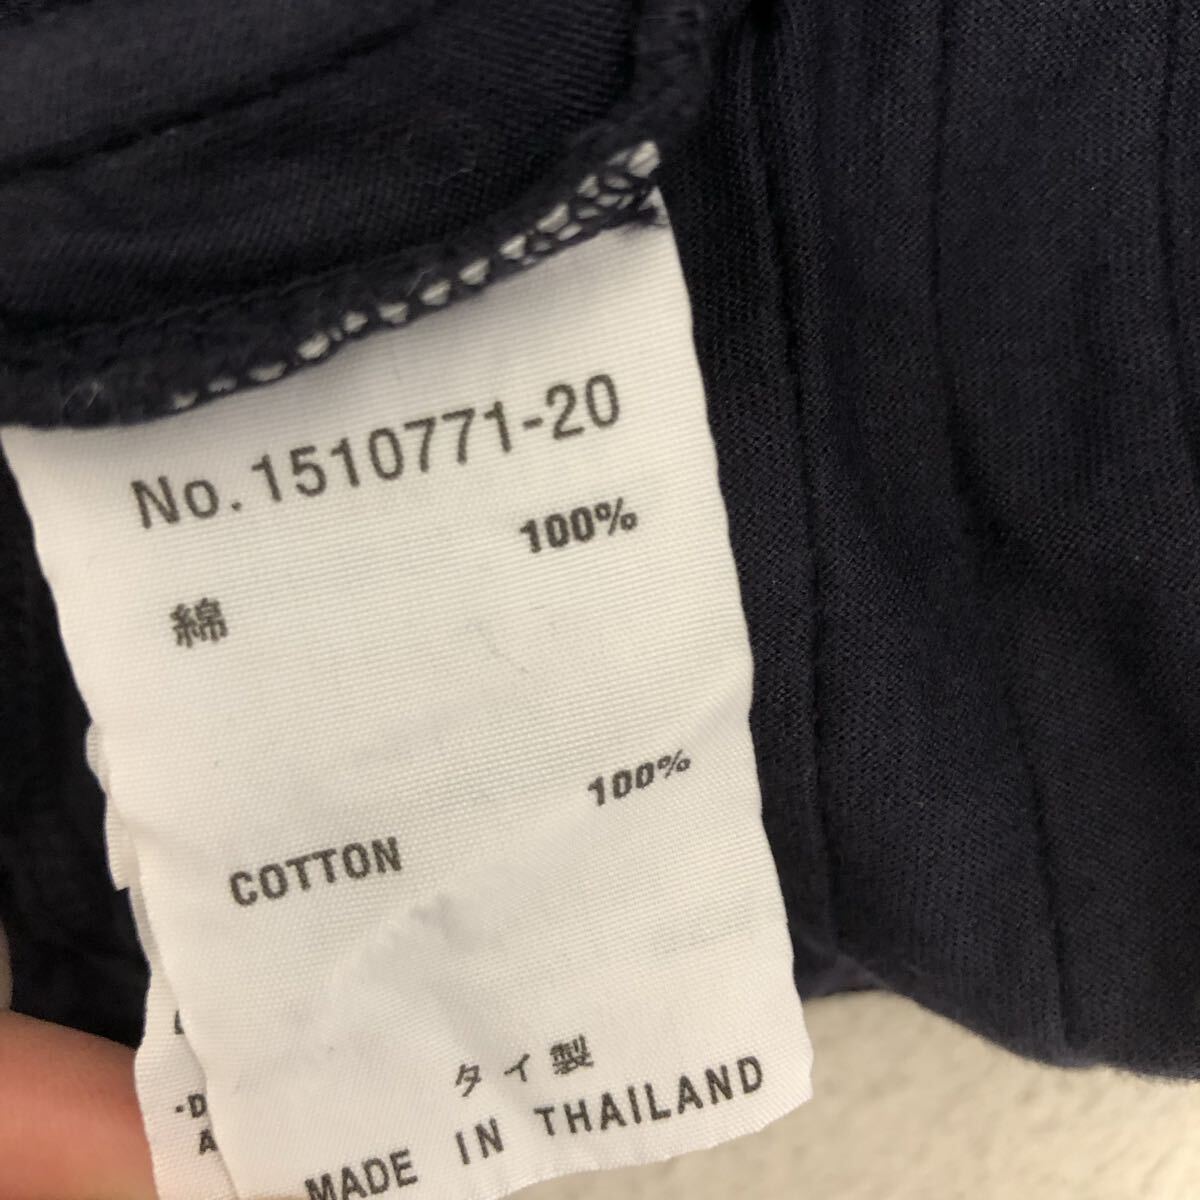 No.1510771-20
100%
綿
100%
COTTON
タイ製
MADE IN THAILAND
-D
A